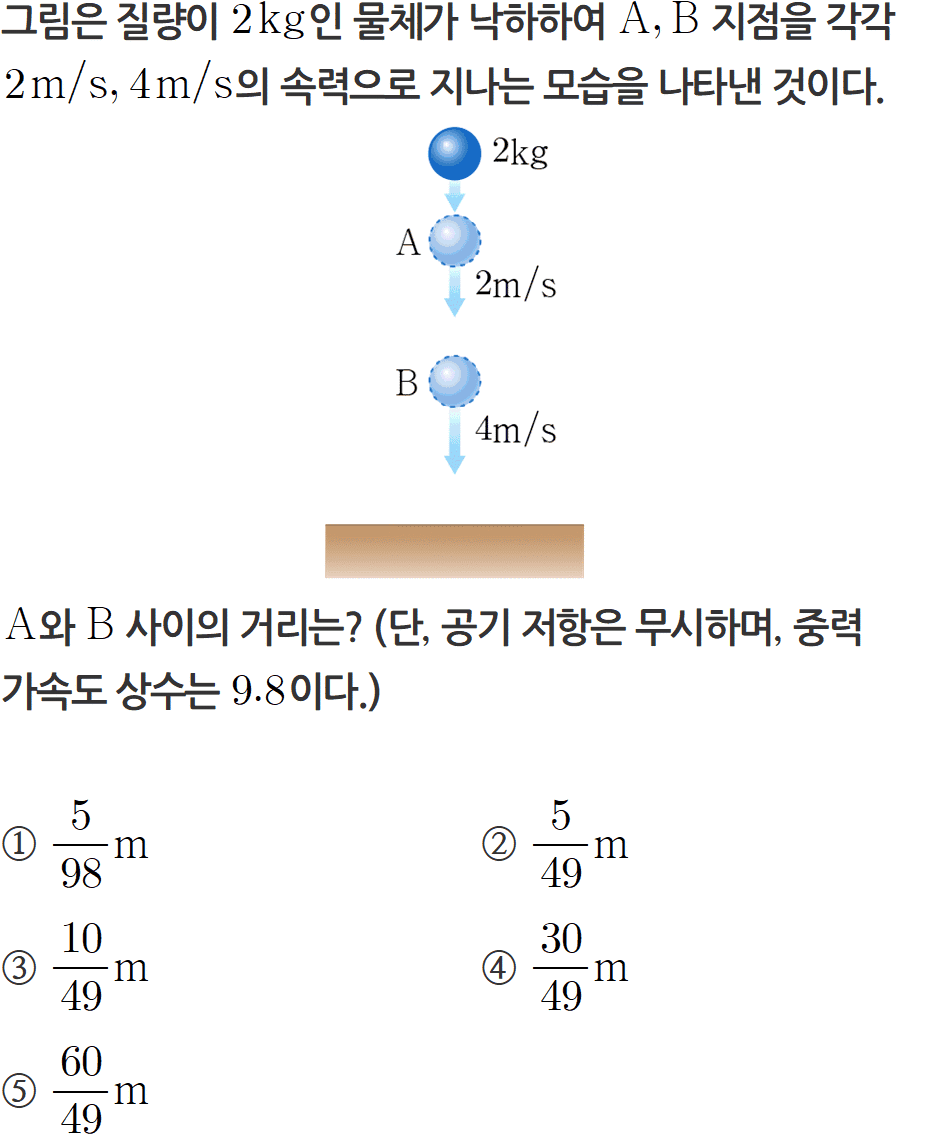 그림은 질량이 2kg인 물체가 낙하하여 A, B 지점을 각각
2m/s, 4m/s의 속력으로 지나는 모습을 나타낸 것이다.
2kg
A
2m/s
B
4m/s
A와 B 사이의 거리는? (단, 공기 저항은 무시하며, 중력
가속도 상수는 9.8이다.)
① 5/98 m ② 5/49 m
③ 10/49 m ④ 30/49 m
⑤ 60/49 m